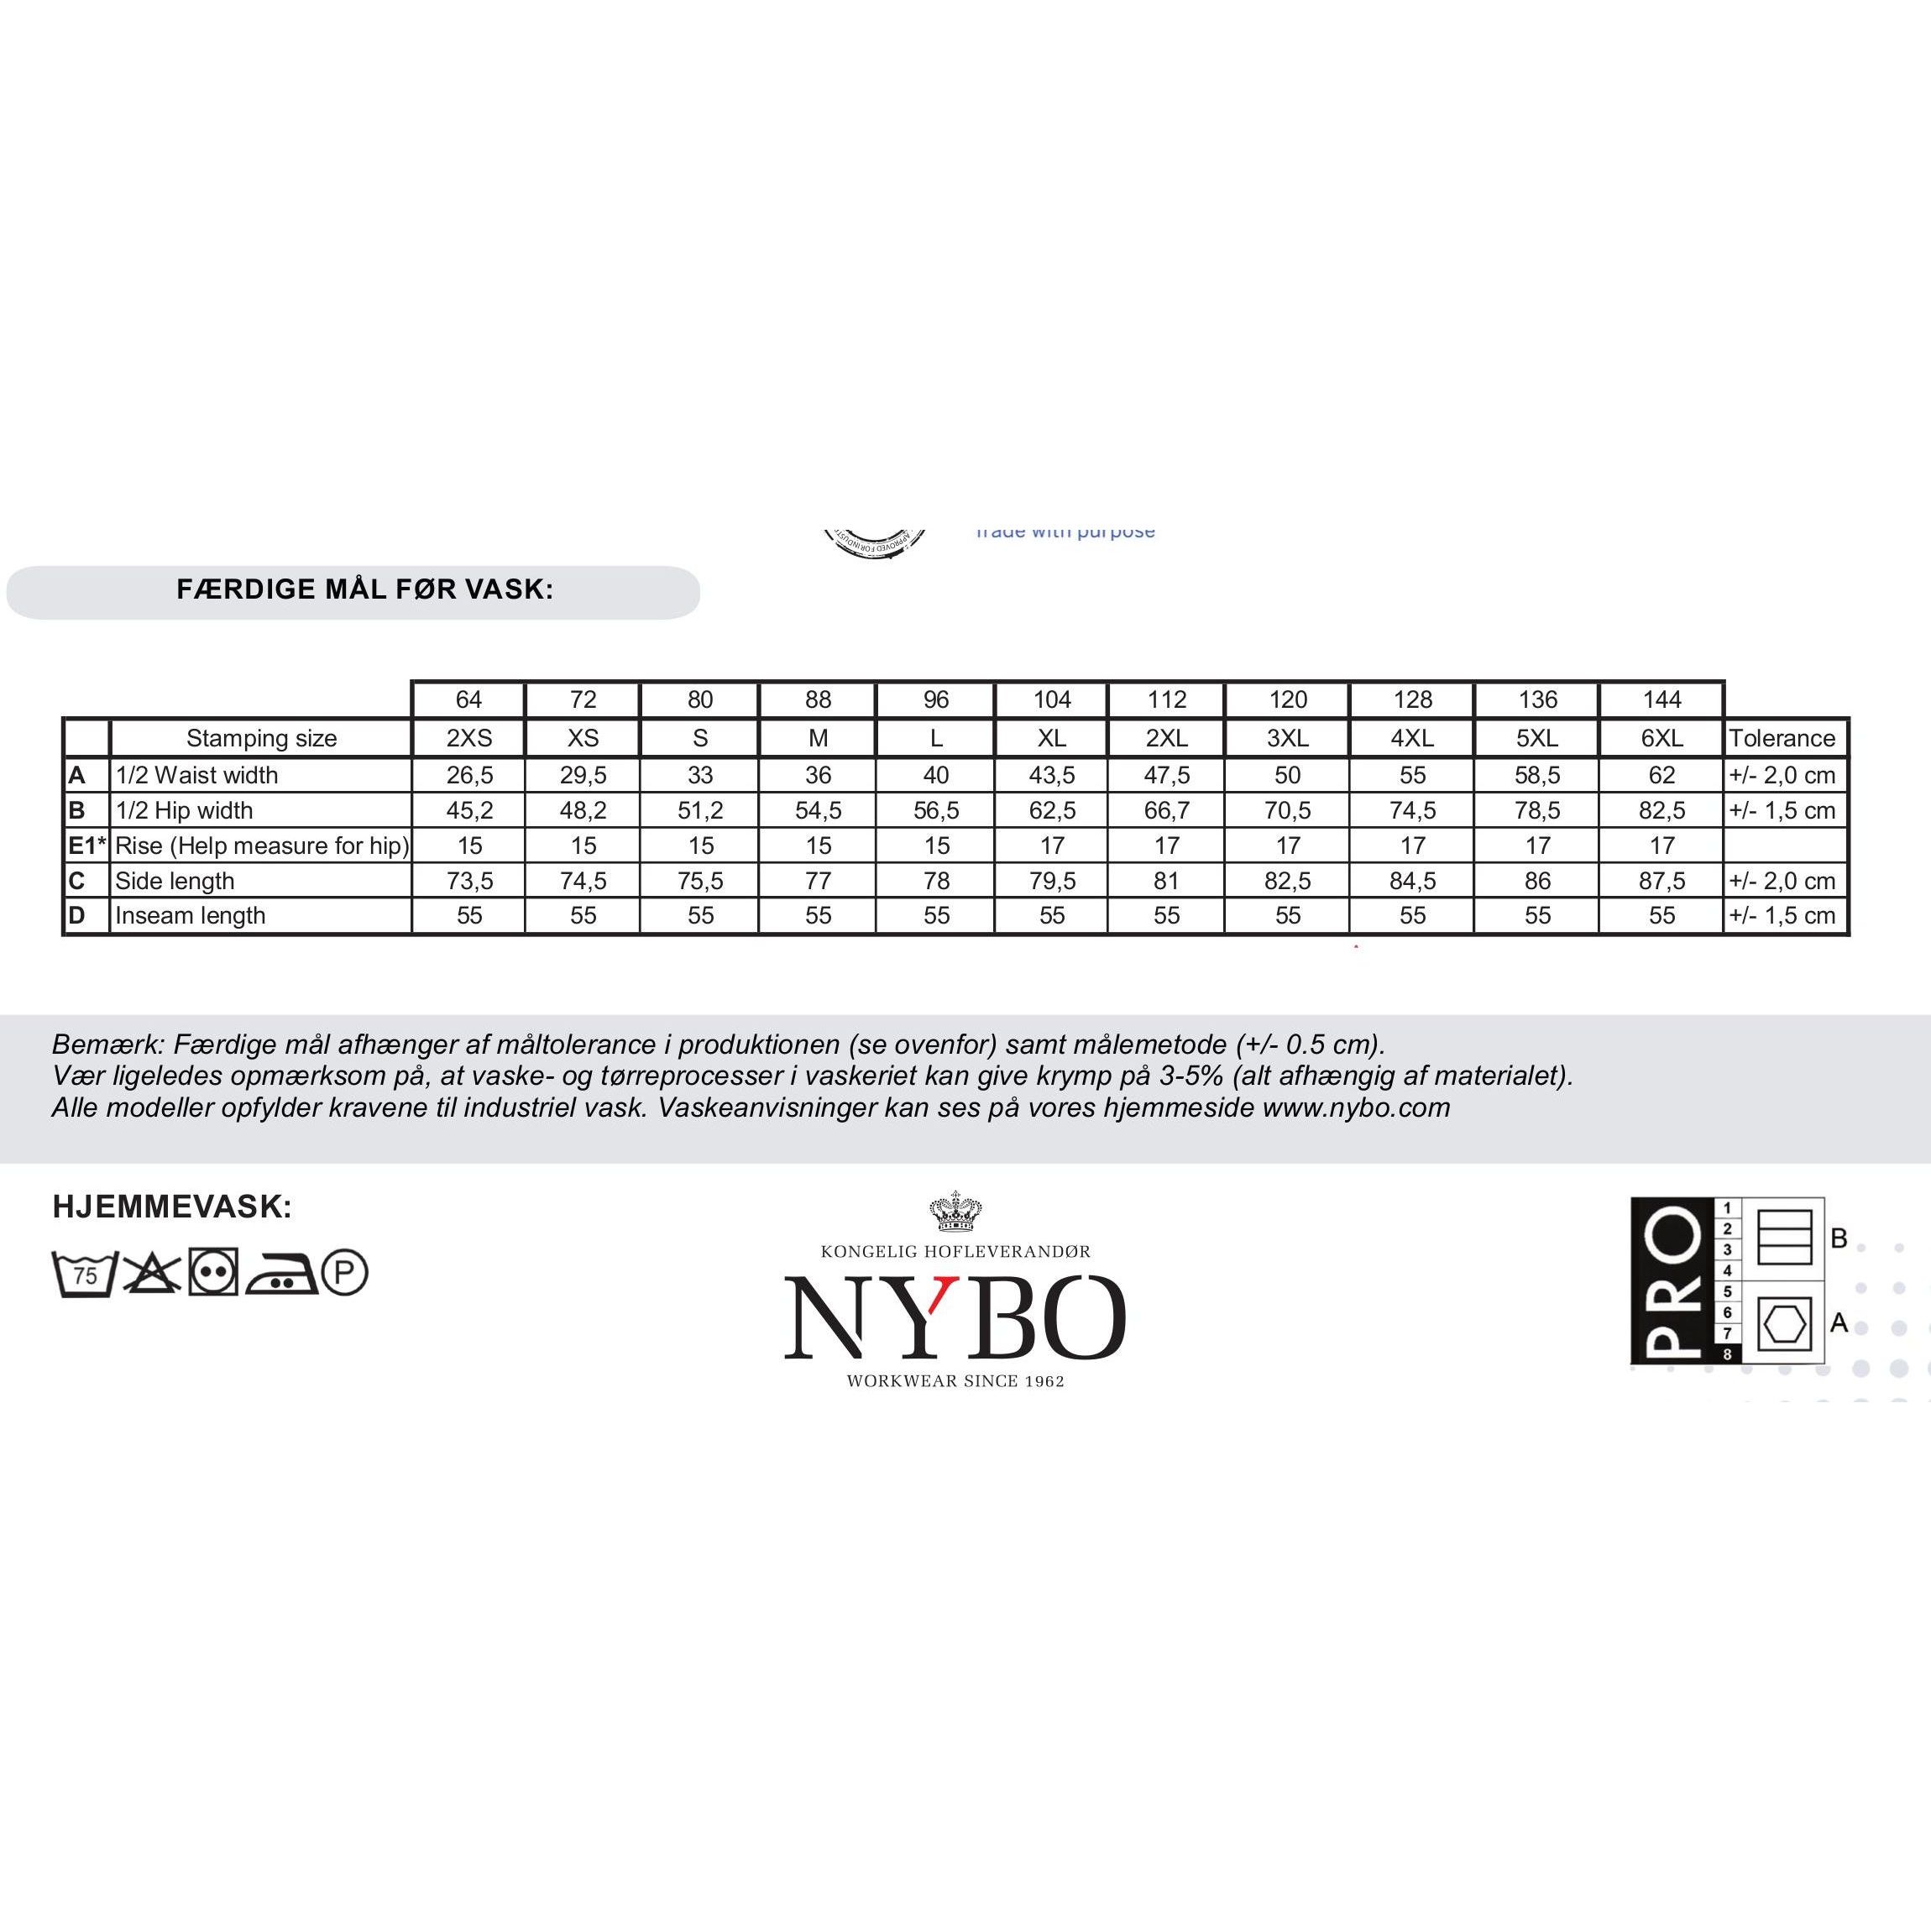 APPROVED FOR INDUST
Trade with purpose
FÆRDIGE MÅL FØR VASK:
64 72 80 88 96 104 112 120 128 136 144
Stamping size 2XS XS S M L XL 2XL 3XL 4XL 5XL 6XL Tolerance
A 1/2 Waist width 26,5 29,5 33 36 40 43,5 47,5 50 55 58,5 62 +/- 2,0 cm
B 1/2 Hip width 45,2 48,2 51,2 54,5 56,5 62,5 66,7 70,5 74,5 78,5 82,5 +/- 1,5 cm
E1* Rise (Help measure for hip) 15 15 15 15 15 17 17 17 17 17 17
C Side length 73,5 74,5 75,5 77 78 79,5 81 82,5 84,5 86 87,5 +/- 2,0 cm
D Inseam length 55 55 55 55 55 55 55 55 55 55 55 +/- 1,5 cm
Bemærk: Færdige mål afhænger af måltolerance i produktionen (se ovenfor) samt målemetode (+/- 0.5 cm).
Vær ligeledes opmærksom på, at vaske- og tørreprocesser i vaskeriet kan give krymp på 3-5% (alt afhængig af materialet).
Alle modeller opfylder kravene til industriel vask. Vaskeanvisninger kan ses på vores hjemmeside www.nybo.com
HJEMMEVASK:
75
P
KONGELIG HOFLEVERANDØR
NYBO
WORKWEAR SINCE 1962
PRO
1
2
3
4
5
6
7
8
B
A